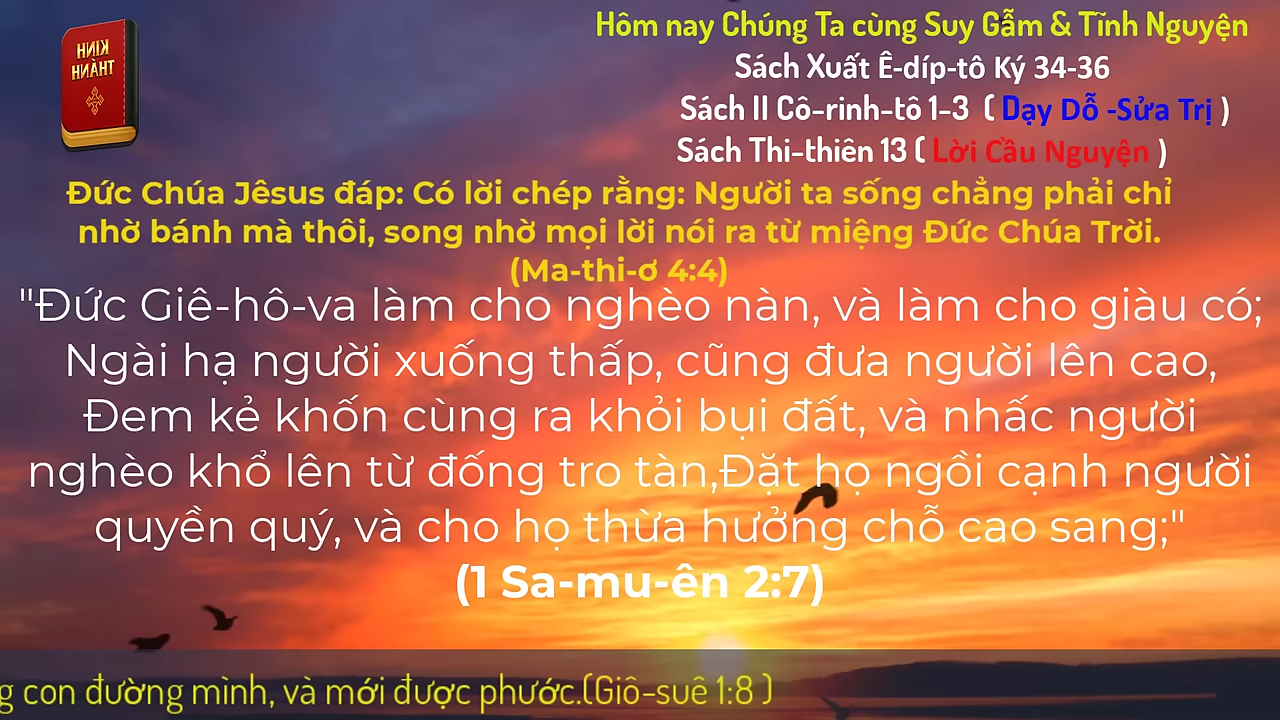 KINH
THÁNH
Hôm nay Chúng Ta cùng Suy Gẫm & Tĩnh Nguyện
Sách Xuất Ê-díp-tô Ký 34-36
Sách II Cô-rinh-tô 1-3 ( Dạy Dỗ -Sửa Trị )
Sách Thi-thiên 13 ( Lời Cầu Nguyện )
Đức Chúa Jêsus đáp: Có lời chép rằng: Người ta sống chẳng phải chỉ
nhờ bánh mà thôi, song nhờ mọi lời nói ra từ miệng Đức Chúa Trời.
(Ma-thi-ơ 4:4)
"Đức Giê-hô-va làm cho nghèo nàn, và làm cho giàu có;
Ngài hạ người xuống thấp, cũng đưa người lên cao,
Đem kẻ khốn cùng ra khỏi bụi đất, và nhấc người
nghèo khổ lên từ đống tro tàn,Đặt họ ngồi cạnh người
quyền quý, và cho họ thừa hưởng chỗ cao sang;"
(1 Sa-mu-ên 2:7)
g con đường mình, và mới được phước.(Giô-suê 1:8 )